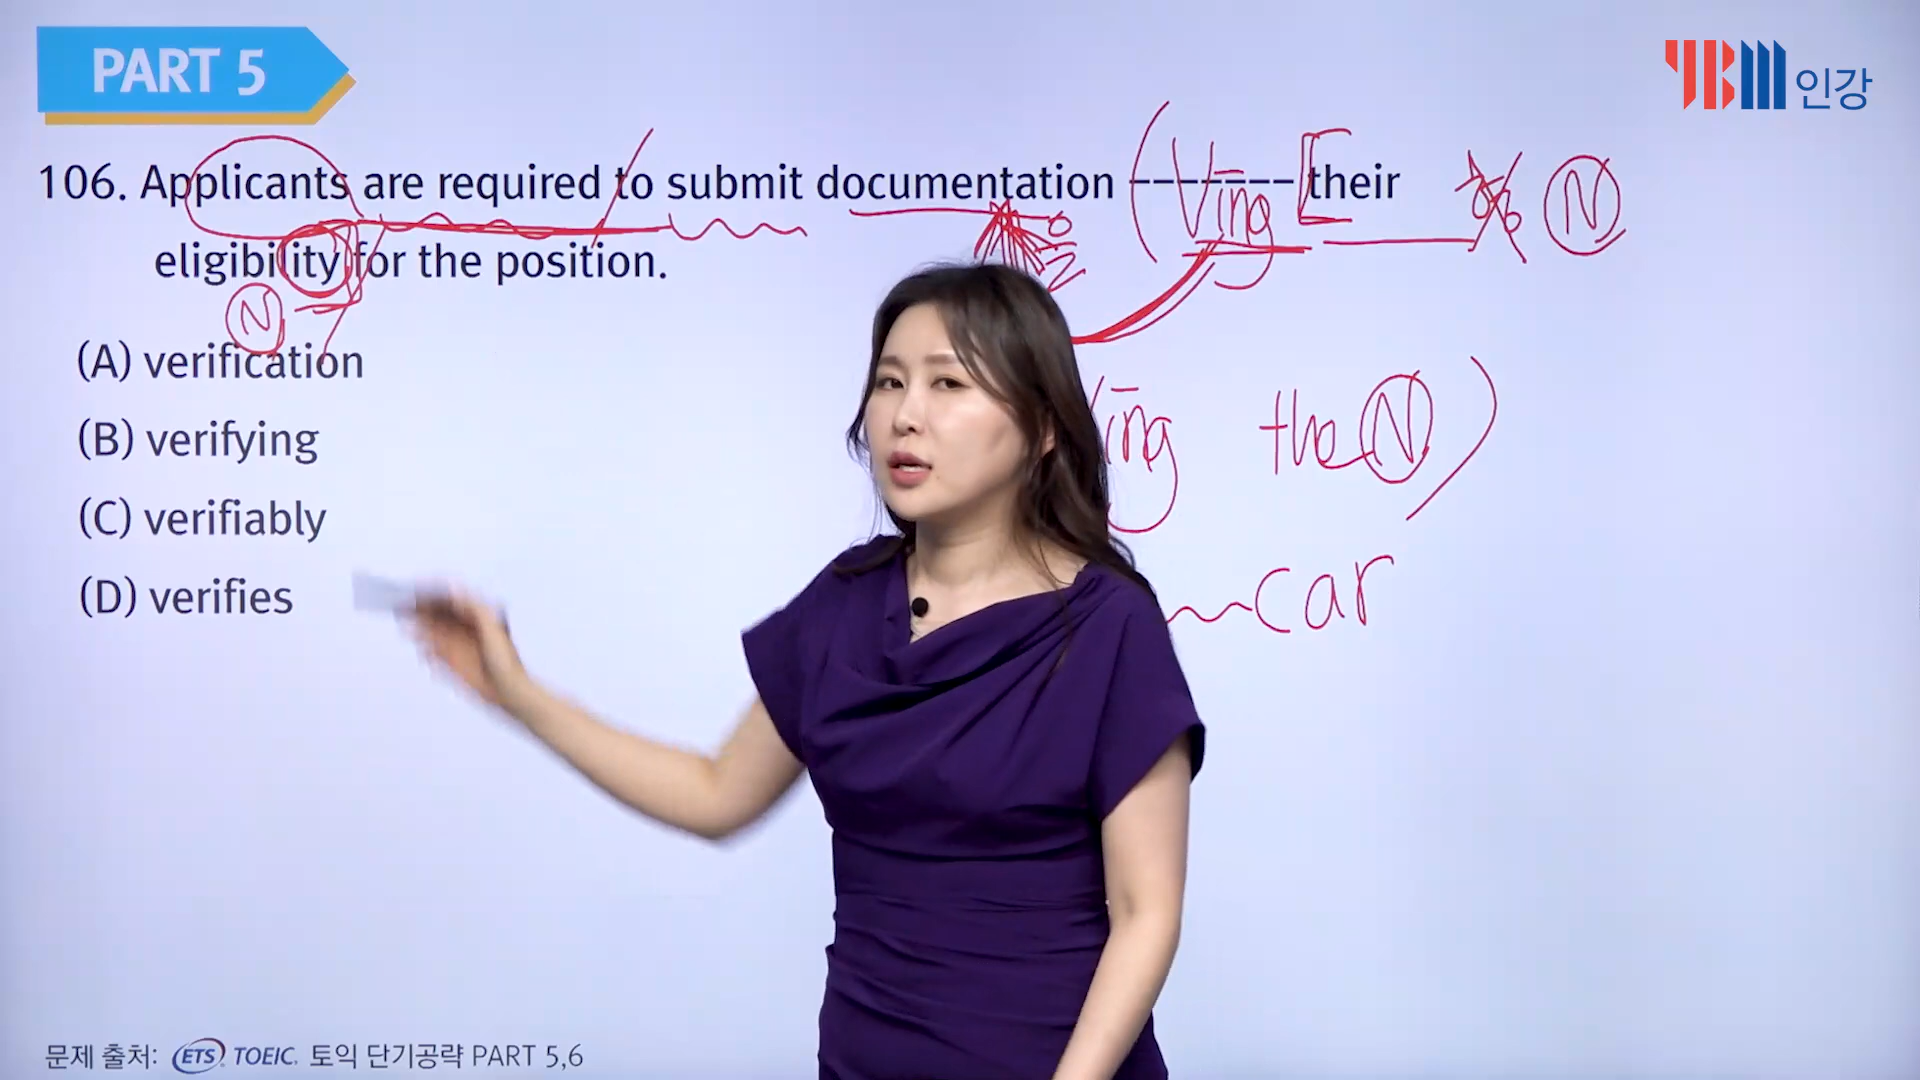 PART 5
YBM 인강
106. Applicants are required to submit documentation ------- their
eligibility for the position.
Ving
N
N
(A) verification
(B) verifying
(C) verifiably
(D) verifies
ing the N
car
문제 출처: ETS TOEIC 토익 단기공략 PART 5,6